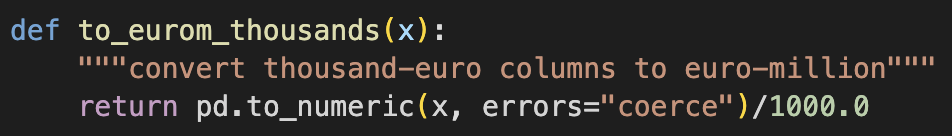 def to_eurom_thousands(x):
    """convert thousand-euro columns to euro-million"""
    return pd.to_numeric(x, errors="coerce")/1000.0